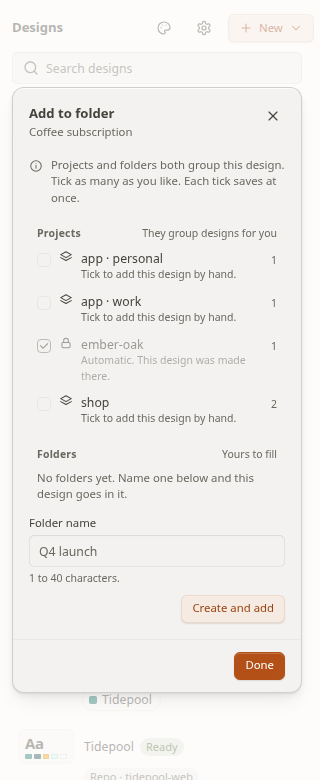 Designs
New
Search designs
Add to folder
Coffee subscription
Projects and folders both group this design.
Tick as many as you like. Each tick saves at
once.
Projects They group designs for you
app · personal 1
Tick to add this design by hand.
app · work 1
Tick to add this design by hand.
ember-oak 1
Automatic. This design was made
there.
shop 2
Tick to add this design by hand.
Folders Yours to fill
No folders yet. Name one below and this
design goes in it.
Folder name
Q4 launch
1 to 40 characters.
Create and add
Done
Tidepool
Aa
Tidepool Ready
Repo · tidepool-web